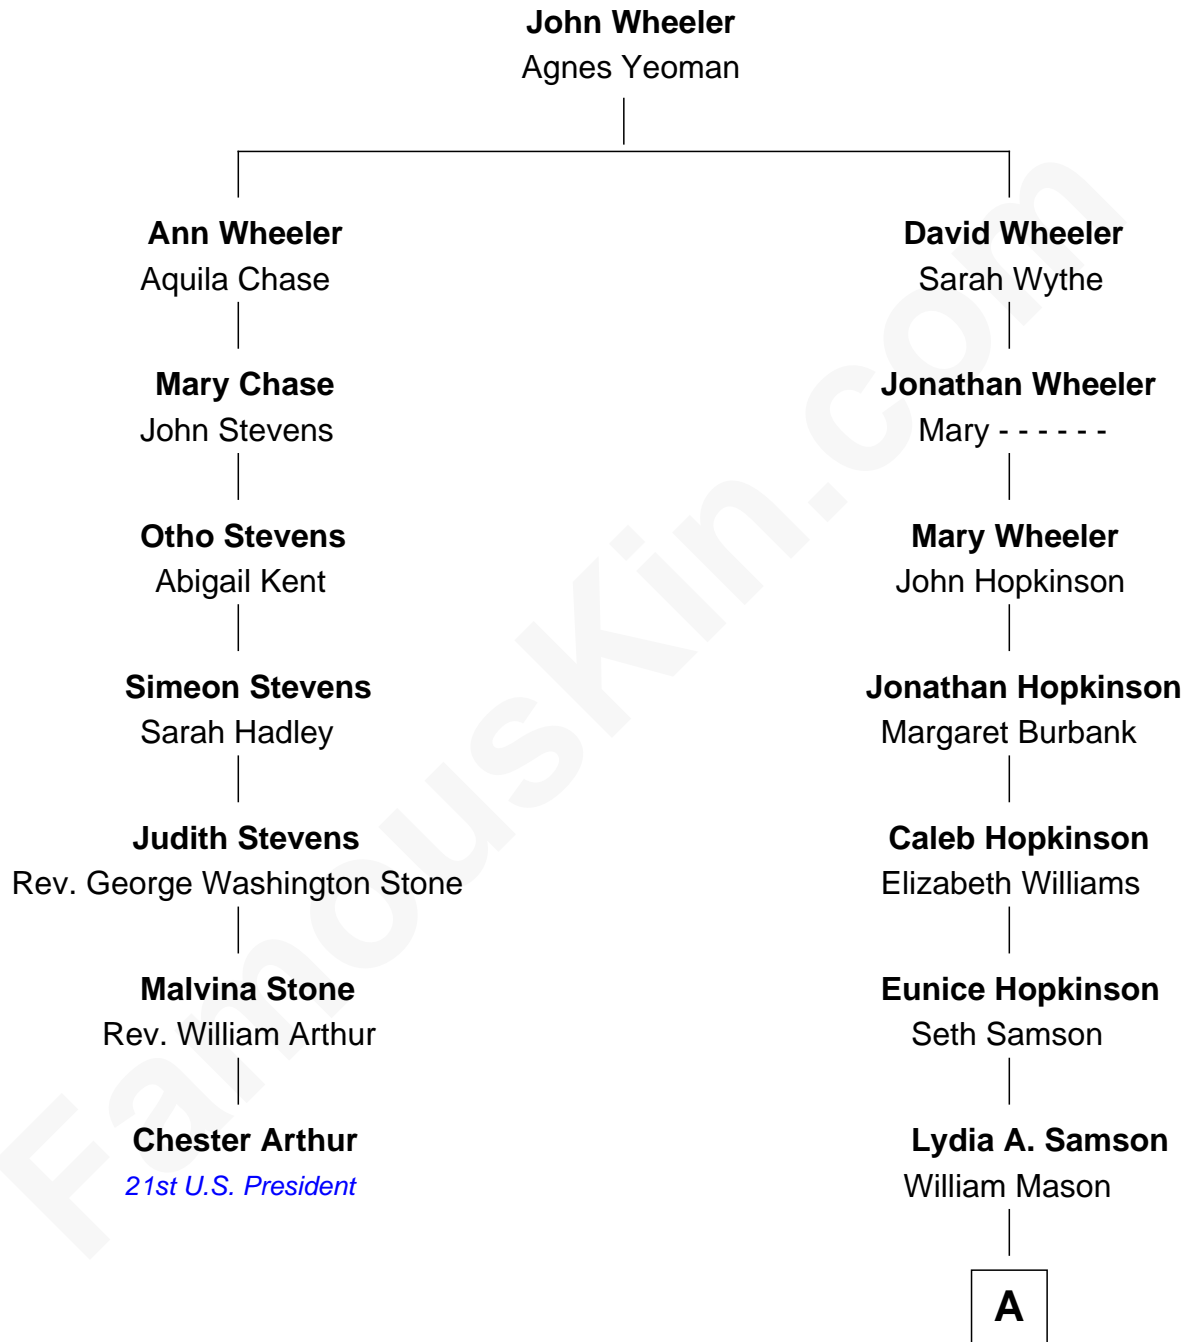 John Wheeler
Agnes Yeoman
Ann Wheeler
Aquila Chase
David Wheeler
Sarah Wythe
Mary Chase
John Stevens
Jonathan Wheeler
Mary - - - - - -
Otho Stevens
Abigail Kent
Mary Wheeler
John Hopkinson
Simeon Stevens
Sarah Hadley
Jonathan Hopkinson
Margaret Burbank
Judith Stevens
Rev. George Washington Stone
Caleb Hopkinson
Elizabeth Williams
Malvina Stone
Rev. William Arthur
Eunice Hopkinson
Seth Samson
Chester Arthur
21st U.S. President
Lydia A. Samson
William Mason
A
FamousKin.com